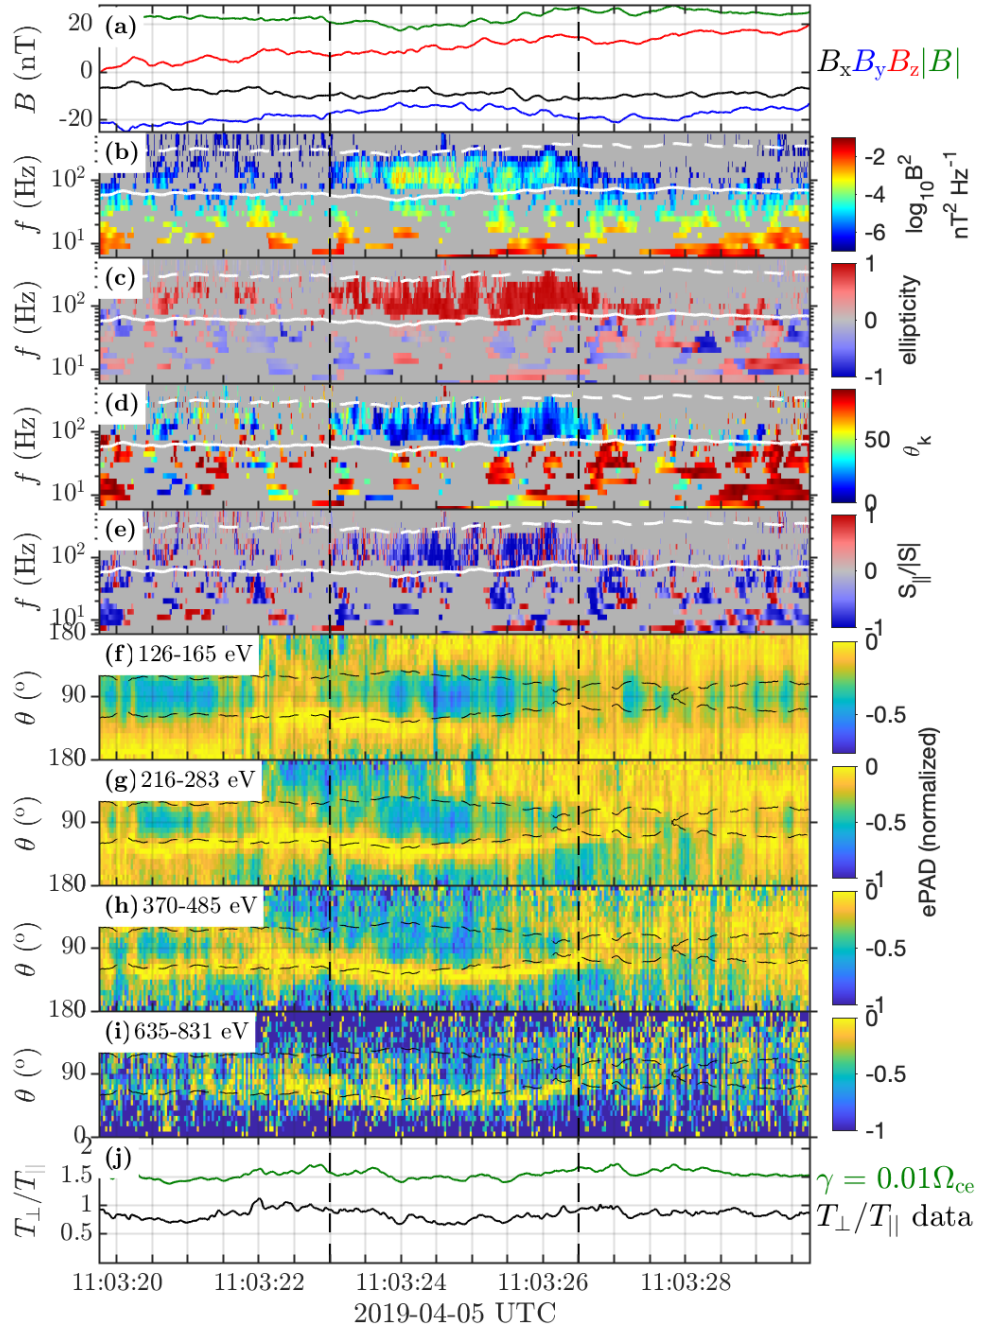 (a)
20
0
-20
B (nT)
BxByBz|B|
(b)
10²
10¹
f (Hz)
-2
-4
-6
log₁₀B²
nT² Hz⁻¹
(c)
10²
10¹
f (Hz)
1
0
-1
ellipticity
(d)
10²
10¹
f (Hz)
50
0
θk
(e)
10²
10¹
f (Hz)
1
0
-1
S||/|S|
180
(f) 126-165 eV
90
180
θ (°)
0
-0.5
(g) 216-283 eV
90
180
θ (°)
0
-0.5
-1
ePAD (normalized)
(h) 370-485 eV
90
180
θ (°)
0
-0.5
-1
(i) 635-831 eV
90
0
θ (°)
0
-0.5
-1
(j)
2
1.5
1
0.5
T⊥/T||
γ = 0.01Ωce
T⊥/T|| data
11:03:20 11:03:22 11:03:24 11:03:26 11:03:28
2019-04-05 UTC